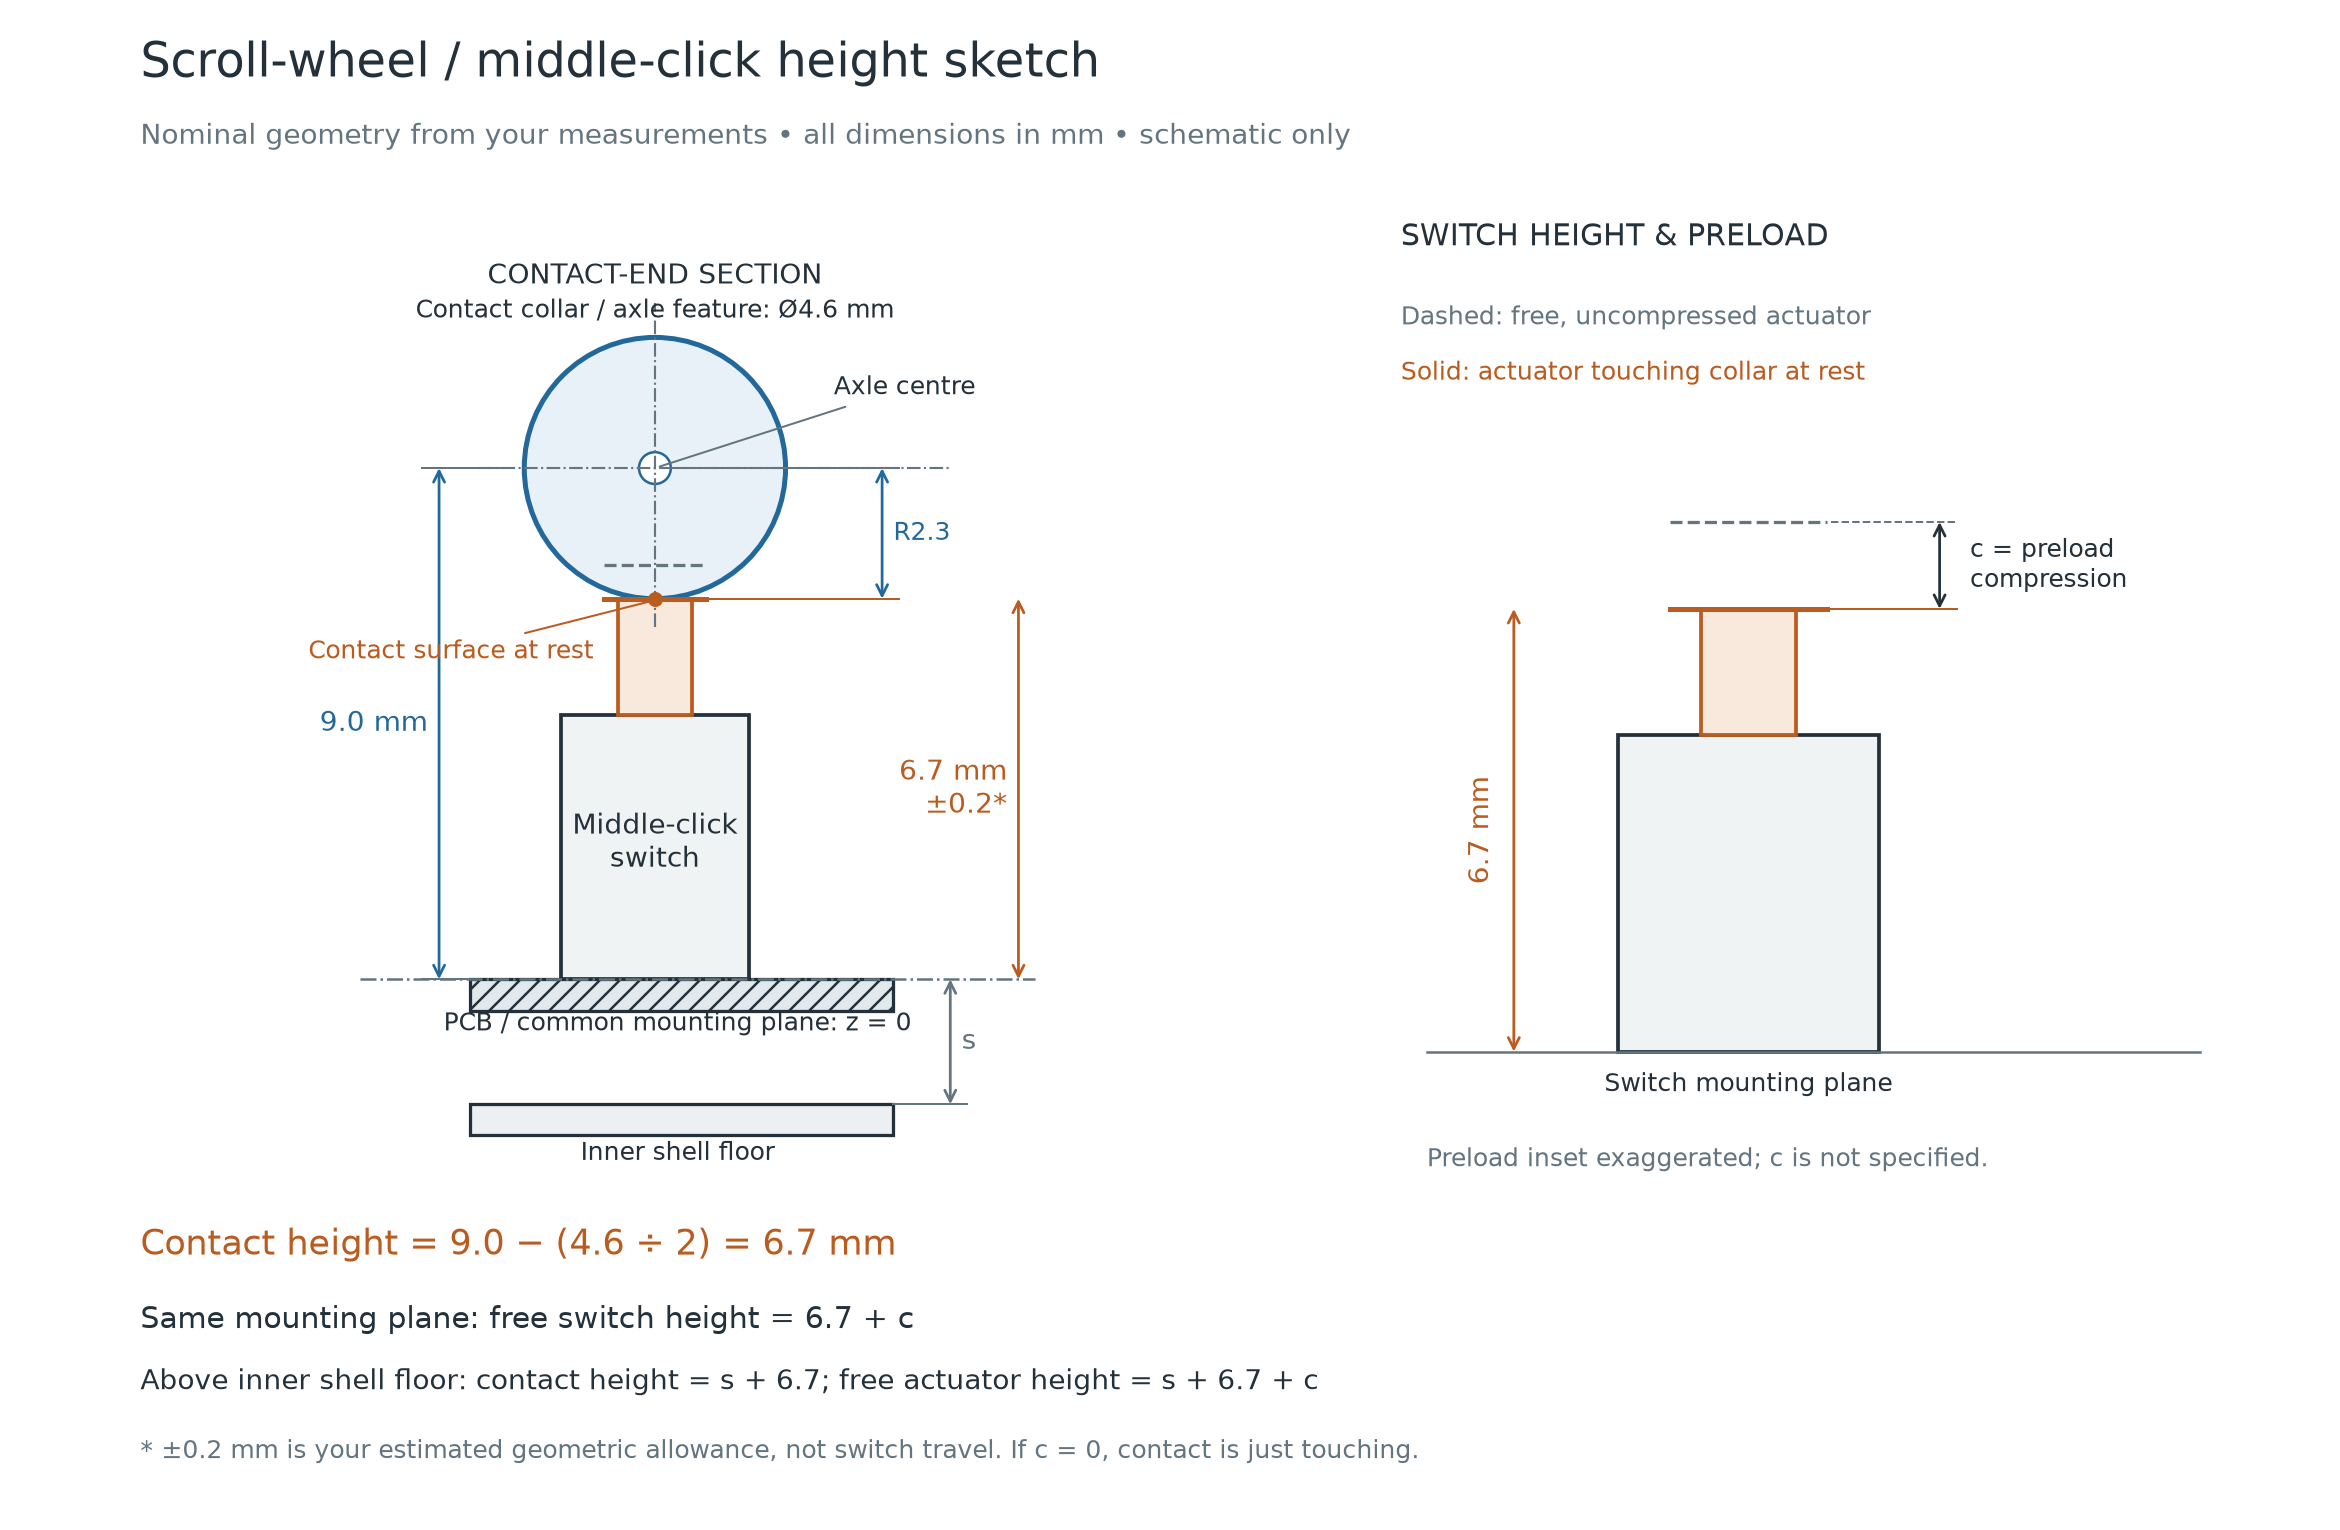 Scroll-wheel / middle-click height sketch
Nominal geometry from your measurements • all dimensions in mm • schematic only
CONTACT-END SECTION
Contact collar / axle feature: Ø4.6 mm
Axle centre
R2.3
Contact surface at rest
9.0 mm
6.7 mm
±0.2*
Middle-click
switch
PCB / common mounting plane: z = 0
s
Inner shell floor
SWITCH HEIGHT & PRELOAD
Dashed: free, uncompressed actuator
Solid: actuator touching collar at rest
c = preload
compression
6.7 mm
Switch mounting plane
Preload inset exaggerated; c is not specified.
Contact height = 9.0 − (4.6 ÷ 2) = 6.7 mm
Same mounting plane: free switch height = 6.7 + c
Above inner shell floor: contact height = s + 6.7; free actuator height = s + 6.7 + c
* ±0.2 mm is your estimated geometric allowance, not switch travel. If c = 0, contact is just touching.